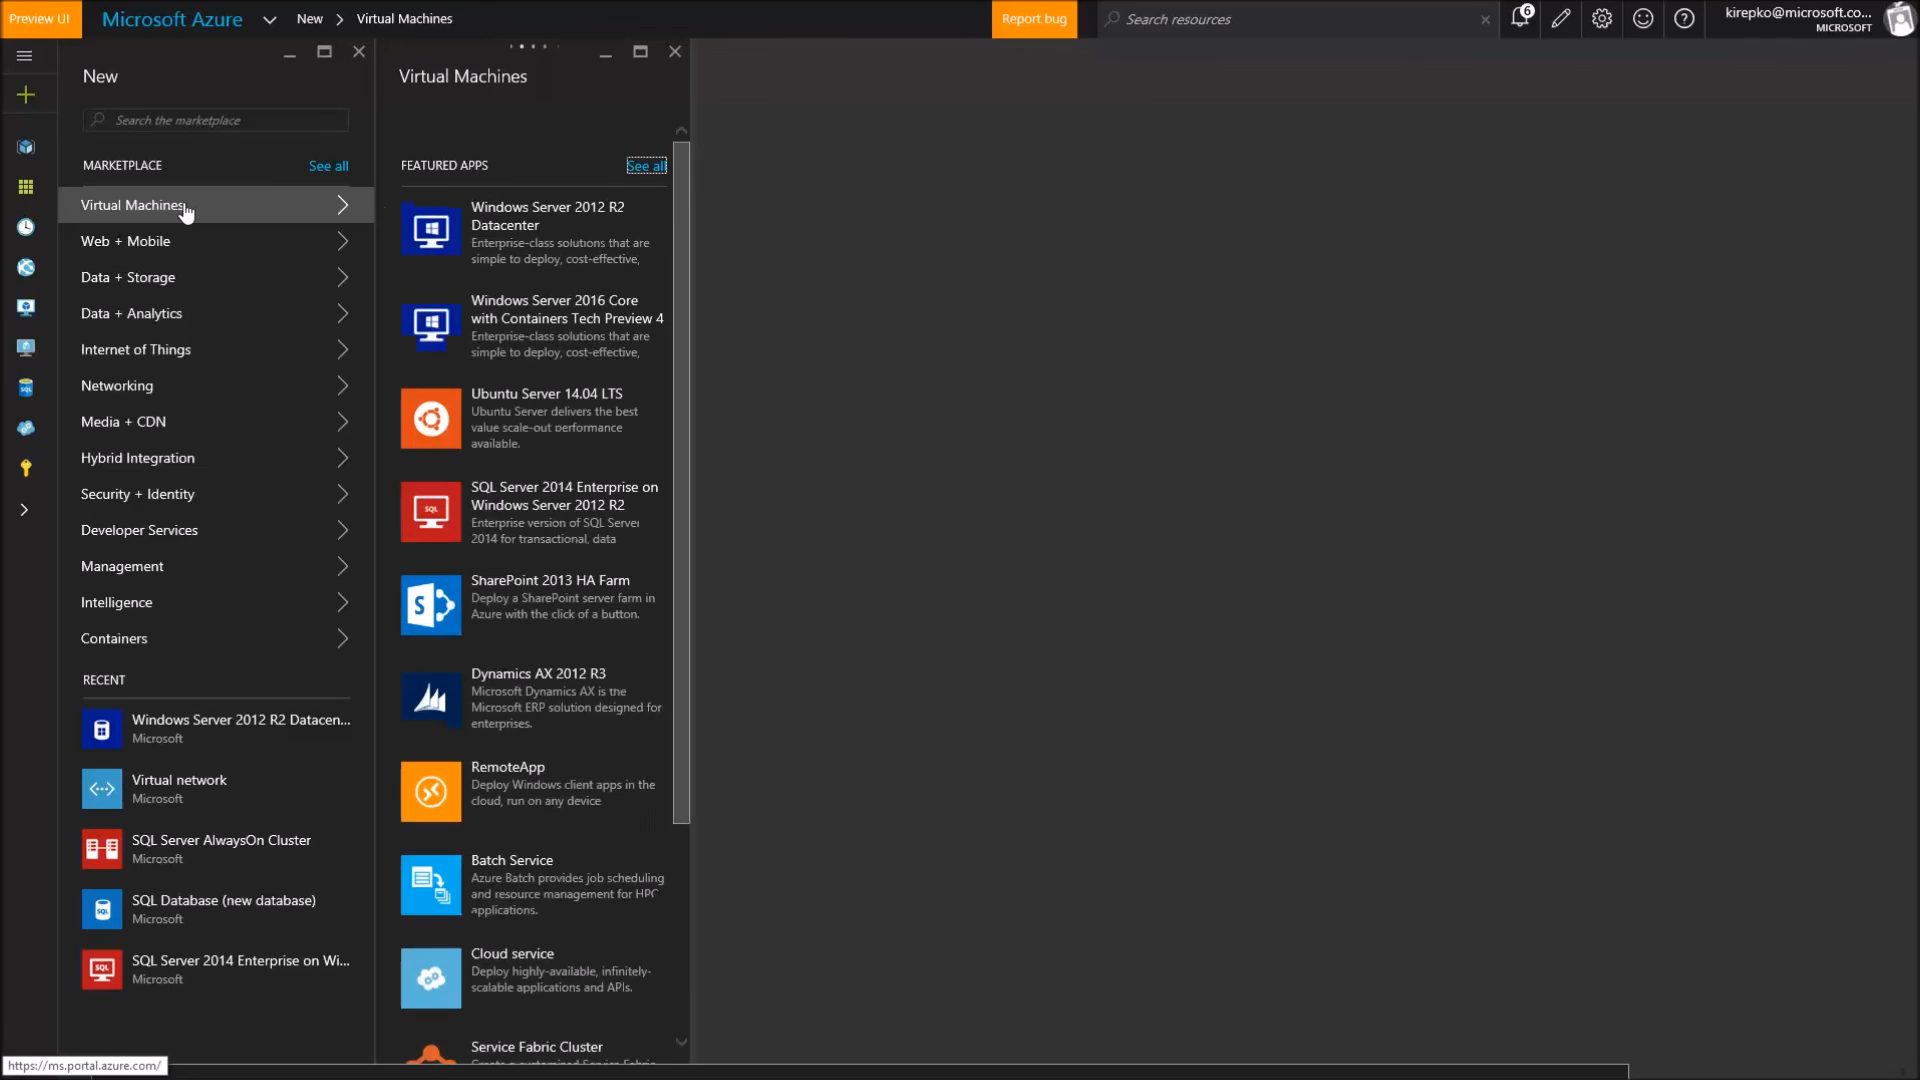 Preview UI
Microsoft Azure
New
Virtual Machines
Report bug
Search resources
6
kirepko@microsoft.co...
MICROSOFT
New
Search the marketplace
MARKETPLACE
See all
Virtual Machines
Web + Mobile
Data + Storage
Data + Analytics
Internet of Things
Networking
Media + CDN
Hybrid Integration
Security + Identity
Developer Services
Management
Intelligence
Containers
RECENT
Windows Server 2012 R2 Datacen...
Microsoft
Virtual network
Microsoft
SQL Server AlwaysOn Cluster
Microsoft
SQL Database (new database)
Microsoft
SQL
SQL Server 2014 Enterprise on Wi...
Microsoft
Virtual Machines
FEATURED APPS
See all
Windows Server 2012 R2
Datacenter
Enterprise-class solutions that are
simple to deploy, cost-effective,
Windows Server 2016 Core
with Containers Tech Preview 4
Enterprise-class solutions that are
simple to deploy, cost-effective,
Ubuntu Server 14.04 LTS
Ubuntu Server delivers the best
value scale-out performance
available.
SQL
SQL Server 2014 Enterprise on
Windows Server 2012 R2
Enterprise version of SQL Server
2014 for transactional, data
SharePoint 2013 HA Farm
Deploy a SharePoint server farm in
Azure with the click of a button.
Dynamics AX 2012 R3
Microsoft Dynamics AX is the
Microsoft ERP solution designed for
enterprises.
RemoteApp
Deploy Windows client apps in the
cloud, run on any device
Batch Service
Azure Batch provides job scheduling
and resource management for HPC
applications.
Cloud service
Deploy highly-available, infinitely-
scalable applications and APIs.
Service Fabric Cluster
https://ms.portal.azure.com/